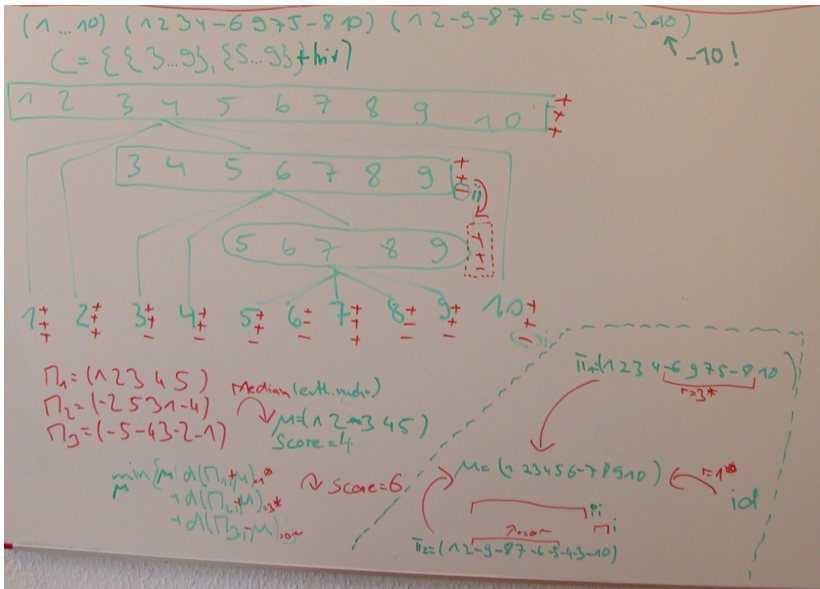 (1 ... 10) (1 2 3 4 -6 9 7 5 -8 10) (1 2 -9 -8 7 -6 -5 -4 -3 -10)
↑ -10!
C = {{3...9}, {5...9} + triv)
1 2 3 4 5 6 7 8 9 10 + + +
3 4 5 6 7 8 9 + + - ii
5 6 7 8 9 + + -
1 + + + 2 + + + 3 + + - 4 + + - 5 + + - 6 + - - 7 + + + 8 + - - 9 + + - 10 + + - i
Π1 = (1 2 3 4 5)
Π2 = (-2 5 3 1 -4)
Π3 = (-5 -4 3 -2 -1)
Median
μ = (1 2 -3 4 5)
Score = 4
min {μ | d(Π1, +μ) =1*
+ d(Π2, +μ) =3*
+ d(Π3, -μ)
Score = 6
Π1 = (1 2 3 4 -6 9 7 5 -8 10)
r=3*
μ = (1 2 3 4 5 6 -7 8 9 10)
r=1*
id
ii
i
Π2 = (1 2 -9 -8 7 -6 -5 -4 -3 -10)